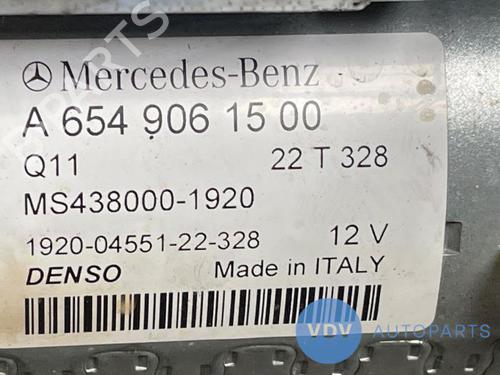 Mercedes-Benz
A 654 906 15 00
Q11 22 T 328
MS438000-1920
1920-04551-22-328 12 V
DENSO Made in ITALY
VDV AUTOPARTS
PARTS